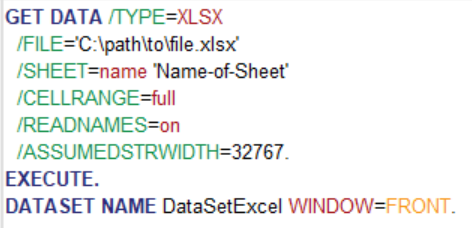 GET DATA /TYPE=XLSX
/FILE='C:\path\to\file.xlsx'
/SHEET=name 'Name-of-Sheet'
/CELLRANGE=full
/READNAMES=on
/ASSUMEDSTRWIDTH=32767.
EXECUTE.
DATASET NAME DataSetExcel WINDOW=FRONT.